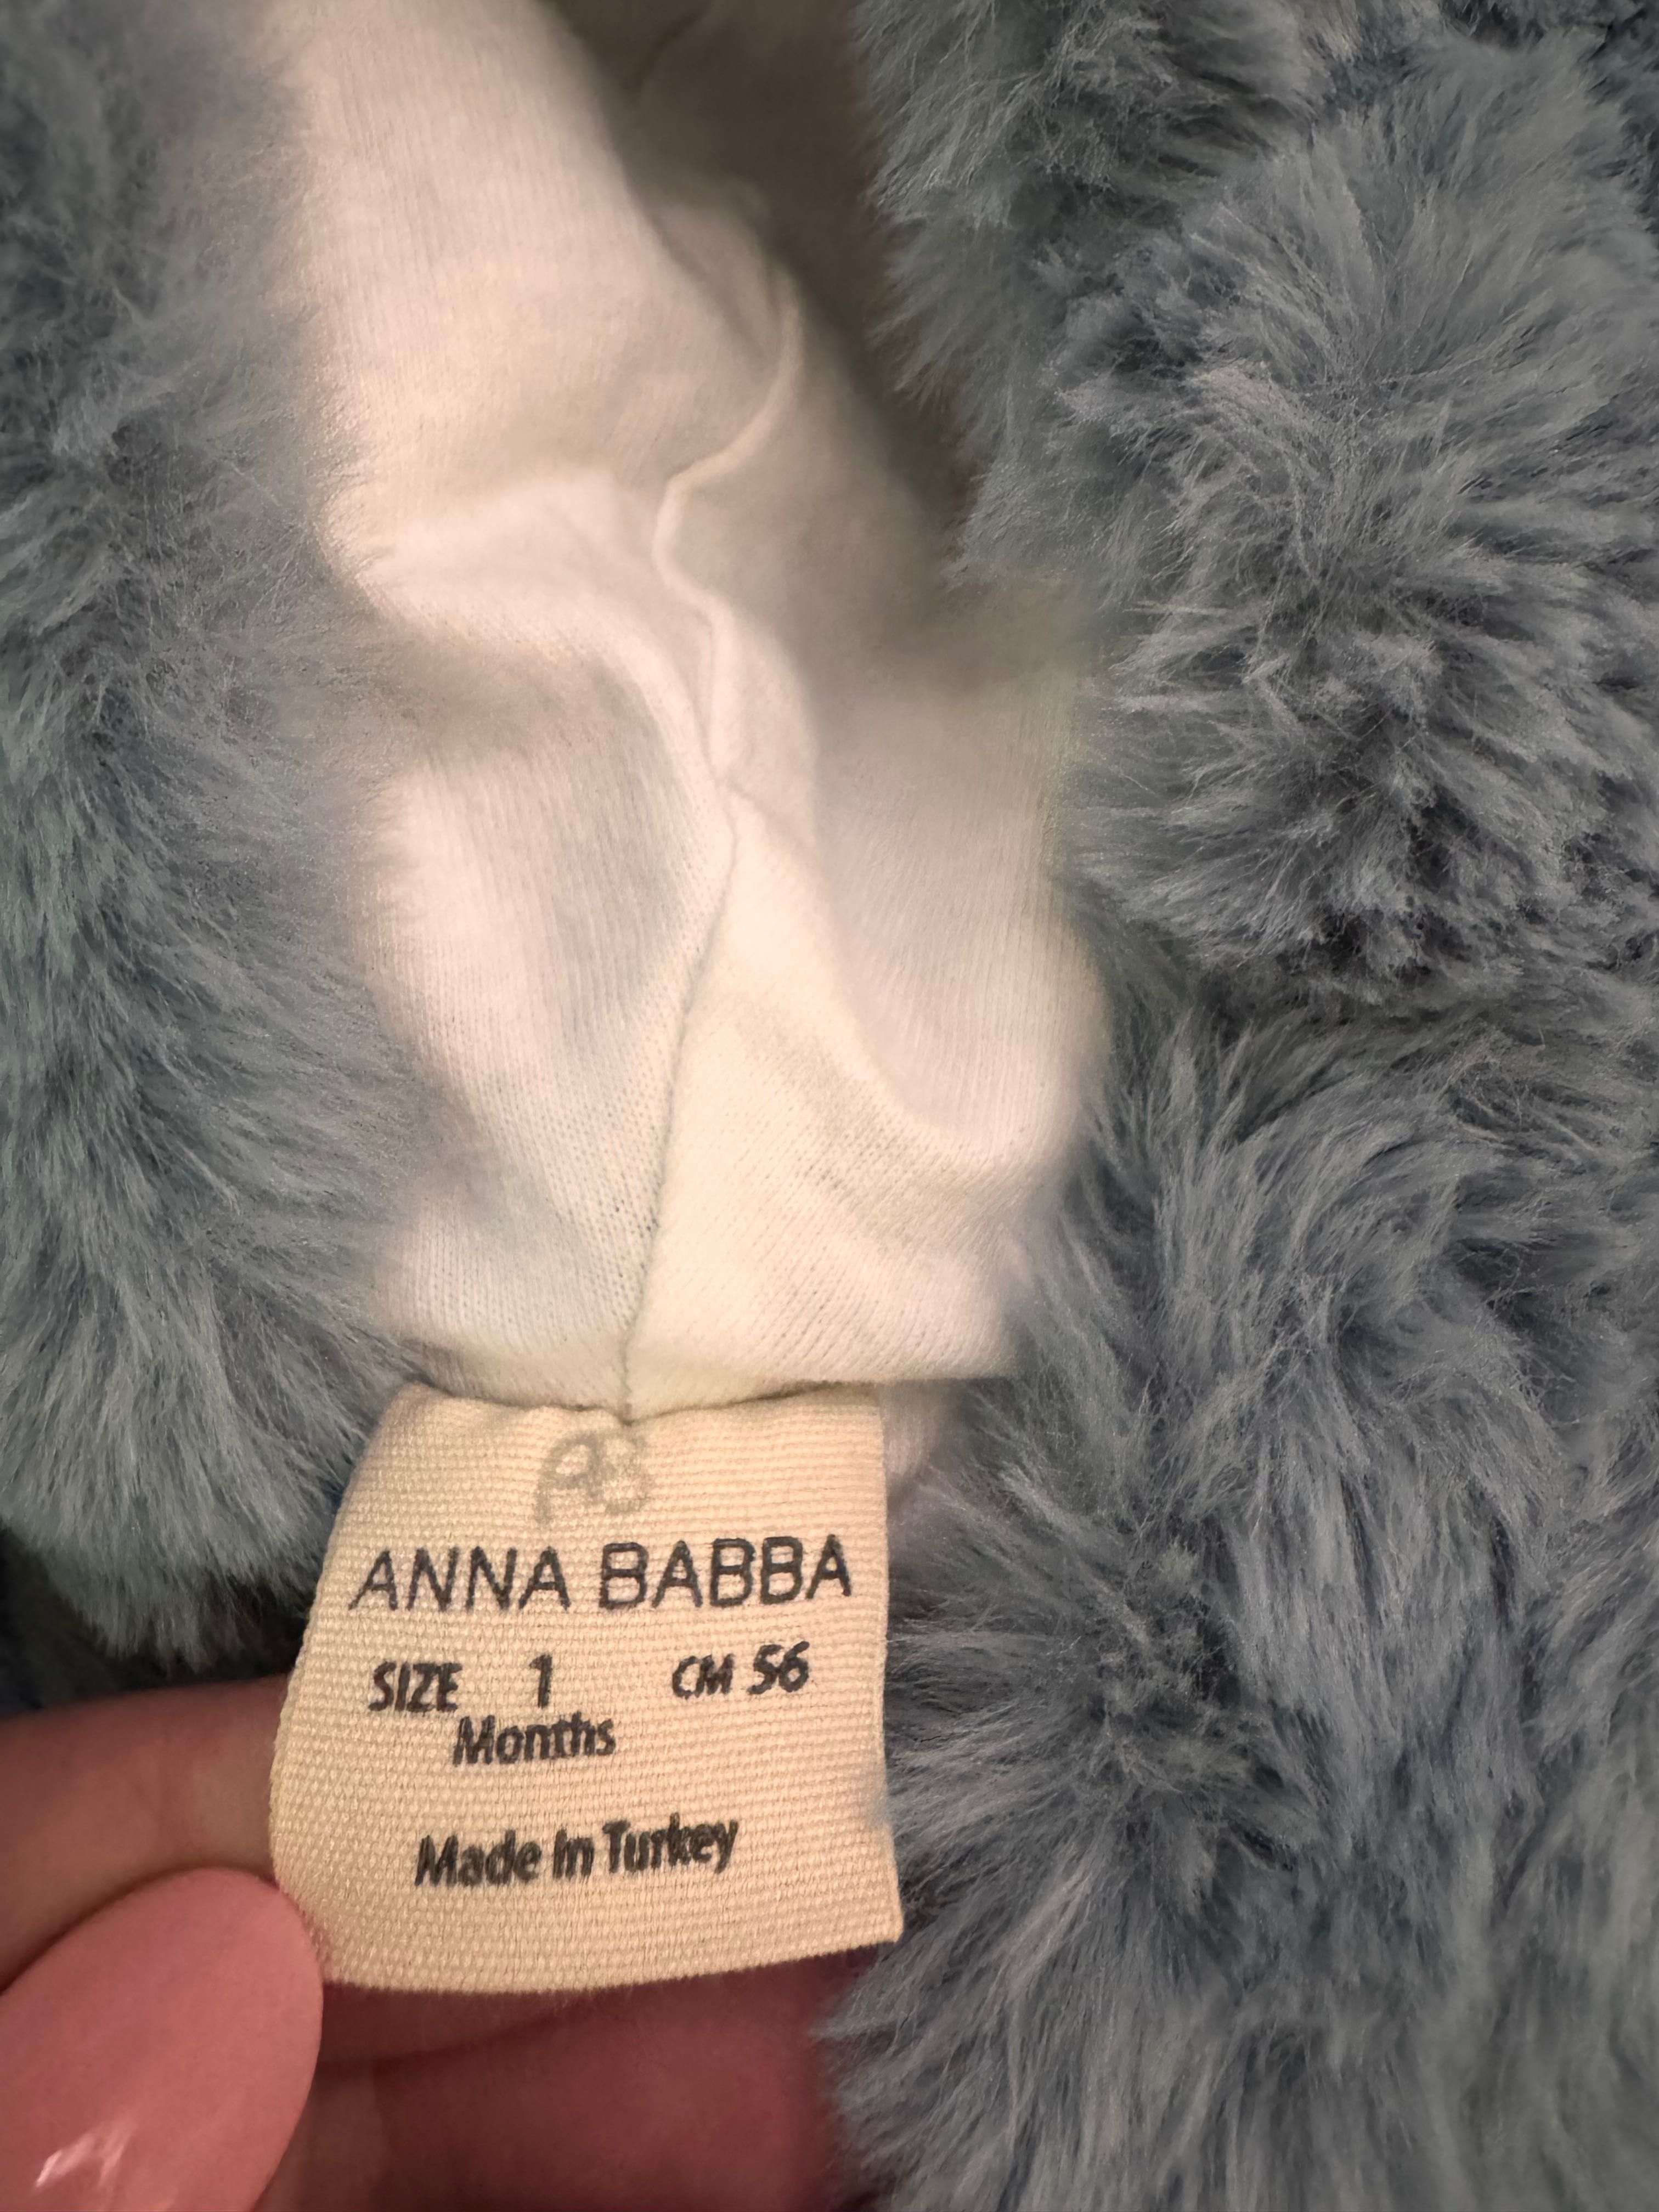 ANNA BABBA
SIZE 1 CM 56
Months
Made In Turkey